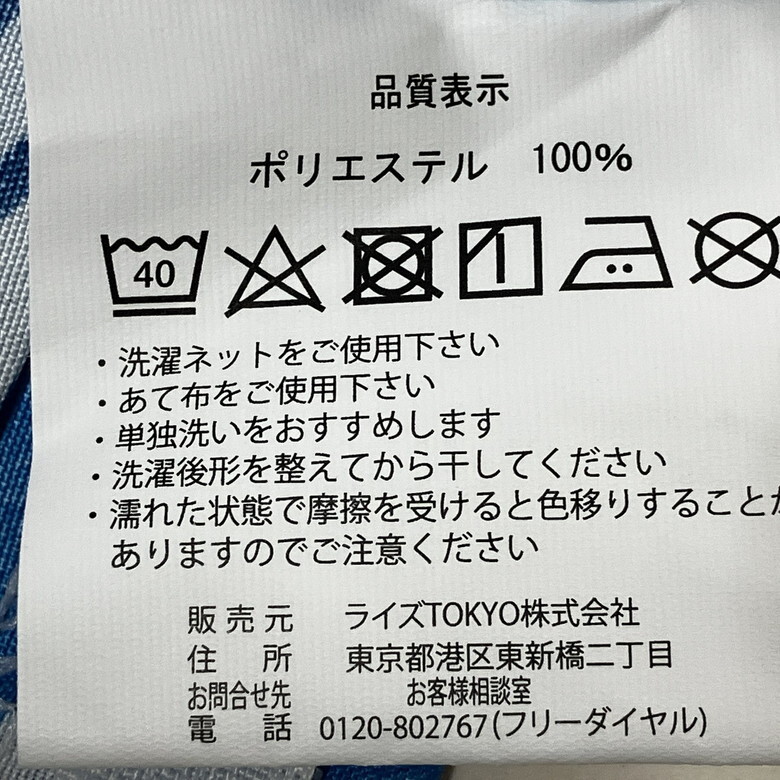 品質表示
ポリエステル 100%
40
・洗濯ネットをご使用下さい
・あて布をご使用下さい
・単独洗いをおすすめします
・洗濯後形を整えてから干してください
・濡れた状態で摩擦を受けると色移りすることが
ありますのでご注意ください
販売元 ライズTOKYO株式会社
住 所 東京都港区東新橋二丁目
お問合せ先 お客様相談室
電 話 0120-802767(フリーダイヤル)